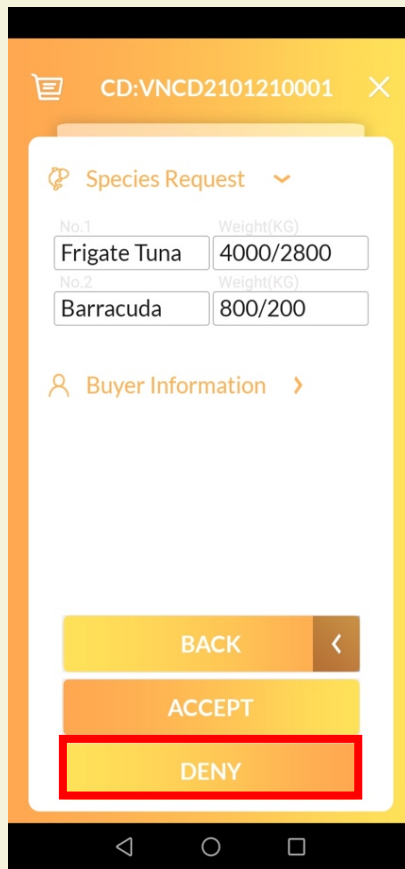 CD:VNCD2101210001
Species Request
No.1 Weight(KG)
Frigate Tuna 4000/2800
No.2 Weight(KG)
Barracuda 800/200
Buyer Information
BACK
ACCEPT
DENY